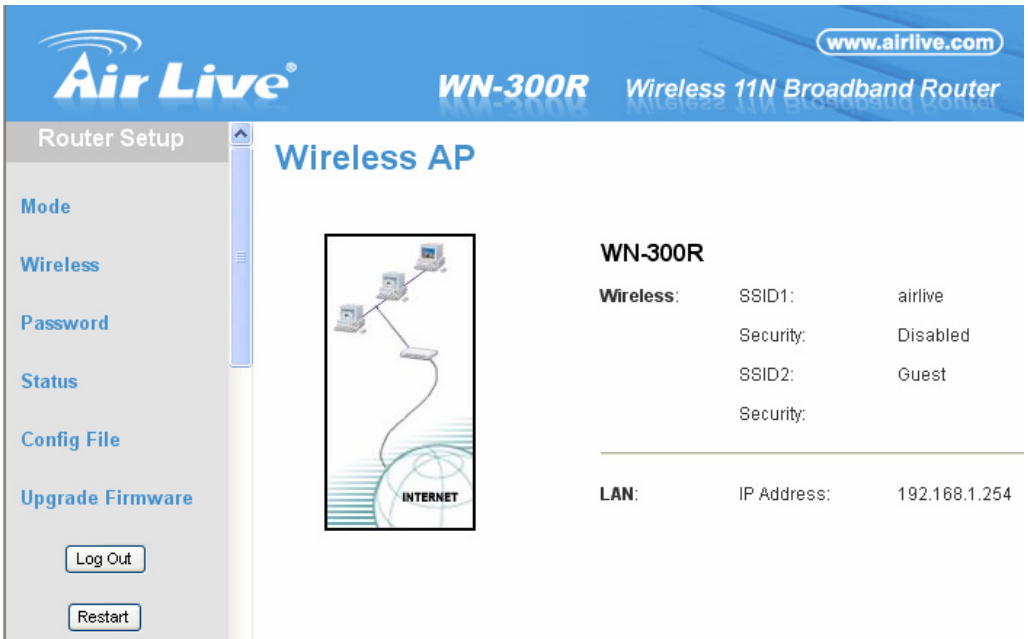 www.airlive.com
Air Live®
WN-300R Wireless 11N Broadband Router
Router Setup
Mode
Wireless
Password
Status
Config File
Upgrade Firmware
Log Out
Restart
Wireless AP
INTERNET
WN-300R
Wireless: SSID1: airlive
Security: Disabled
SSID2: Guest
Security:
LAN: IP Address: 192.168.1.254